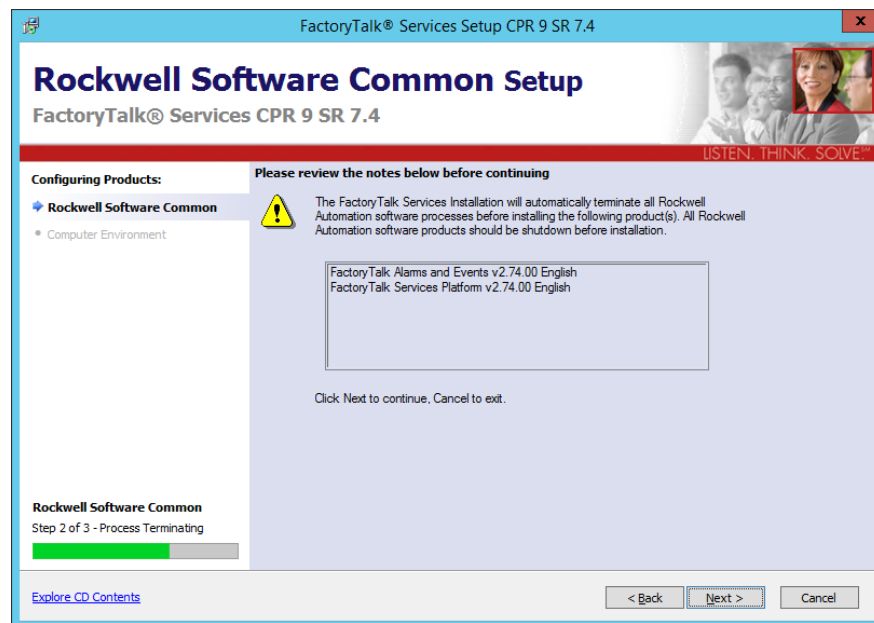 FactoryTalk® Services Setup CPR 9 SR 7.4
x
Rockwell Software Common Setup
FactoryTalk® Services CPR 9 SR 7.4
LISTEN. THINK. SOLVE.℠
Configuring Products:
Rockwell Software Common
Computer Environment
Please review the notes below before continuing
The FactoryTalk Services Installation will automatically terminate all Rockwell
Automation software processes before installing the following product(s). All Rockwell
Automation software products should be shutdown before installation.
FactoryTalk Alarms and Events v2.74.00 English
FactoryTalk Services Platform v2.74.00 English
Click Next to continue, Cancel to exit.
Rockwell Software Common
Step 2 of 3 - Process Terminating
Explore CD Contents
< Back
Next >
Cancel